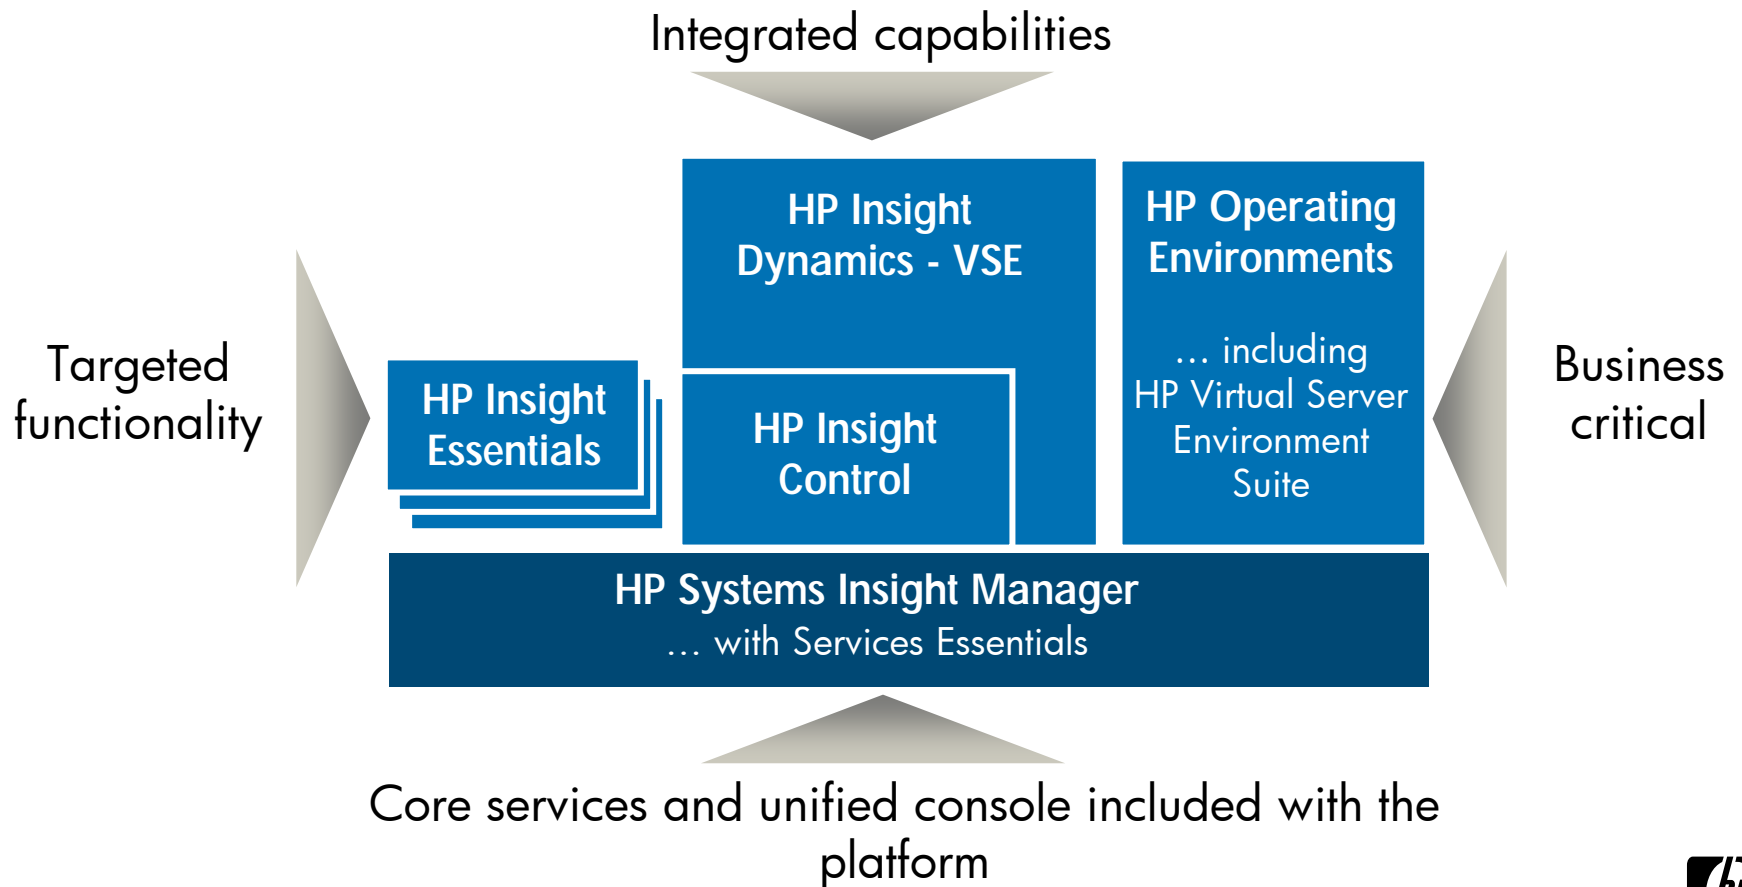 Integrated capabilities
HP Insight
Dynamics - VSE
HP Operating
Environments
... including
HP Virtual Server
Environment
Suite
Targeted
functionality
HP Insight
Essentials
HP Insight
Control
Business
critical
HP Systems Insight Manager
... with Services Essentials
Core services and unified console included with the
platform